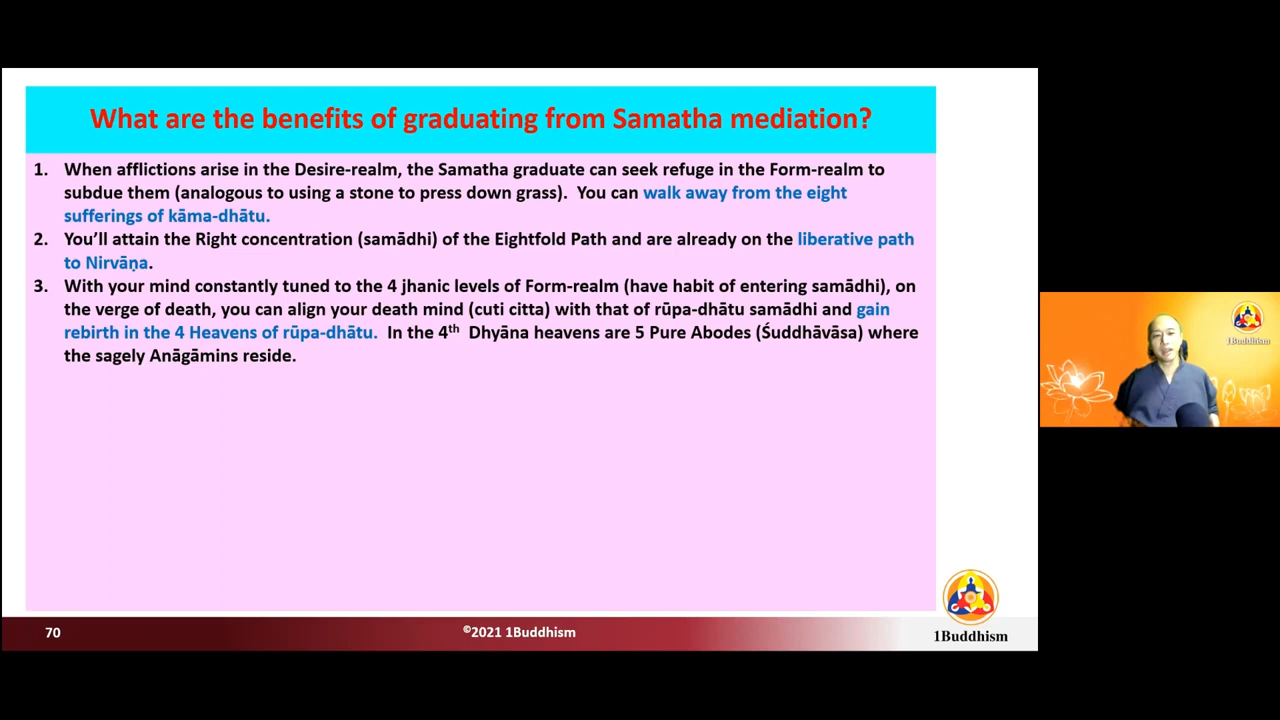 What are the benefits of graduating from Samatha mediation?
1. When afflictions arise in the Desire-realm, the Samatha graduate can seek refuge in the Form-realm to
subdue them (analogous to using a stone to press down grass). You can walk away from the eight
sufferings of kāma-dhātu.
2. You’ll attain the Right concentration (samādhi) of the Eightfold Path and are already on the liberative path
to Nirvāṇa.
3. With your mind constantly tuned to the 4 jhanic levels of Form-realm (have habit of entering samādhi), on
the verge of death, you can align your death mind (cuti citta) with that of rūpa-dhātu samādhi and gain
rebirth in the 4 Heavens of rūpa-dhātu. In the 4th Dhyāna heavens are 5 Pure Abodes (Śuddhāvāsa) where
the sagely Anāgāmins reside.
1Buddhism
70
©2021 1Buddhism
1Buddhism